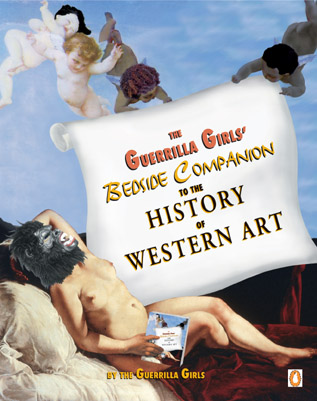 THE
GUERRILLA GIRLS'
BEDSIDE COMPANION
TO THE
HISTORY
OF
WESTERN ART
BY THE GUERRILLA GIRLS